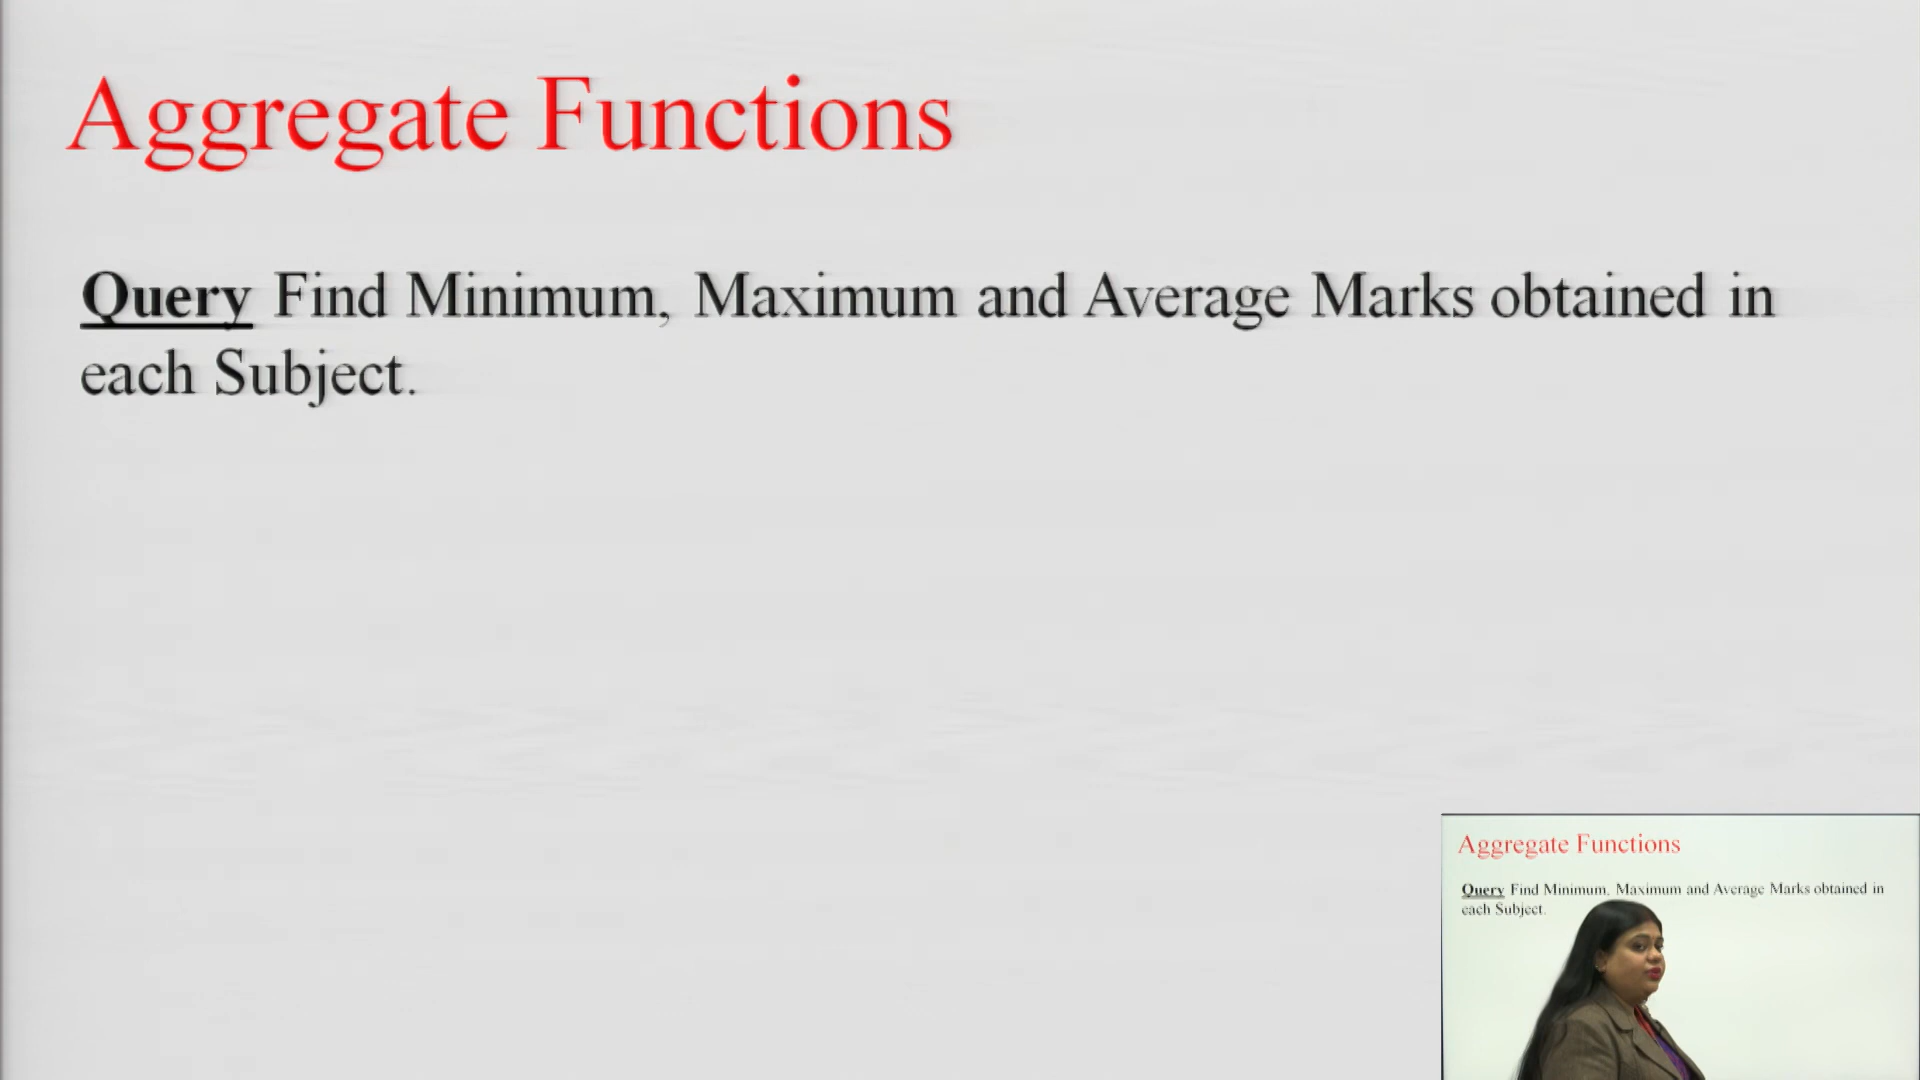 Aggregate Functions
Query Find Minimum, Maximum and Average Marks obtained in
each Subject.
Aggregate Functions
Query Find Minimum, Maximum and Average Marks obtained in
each Subject.